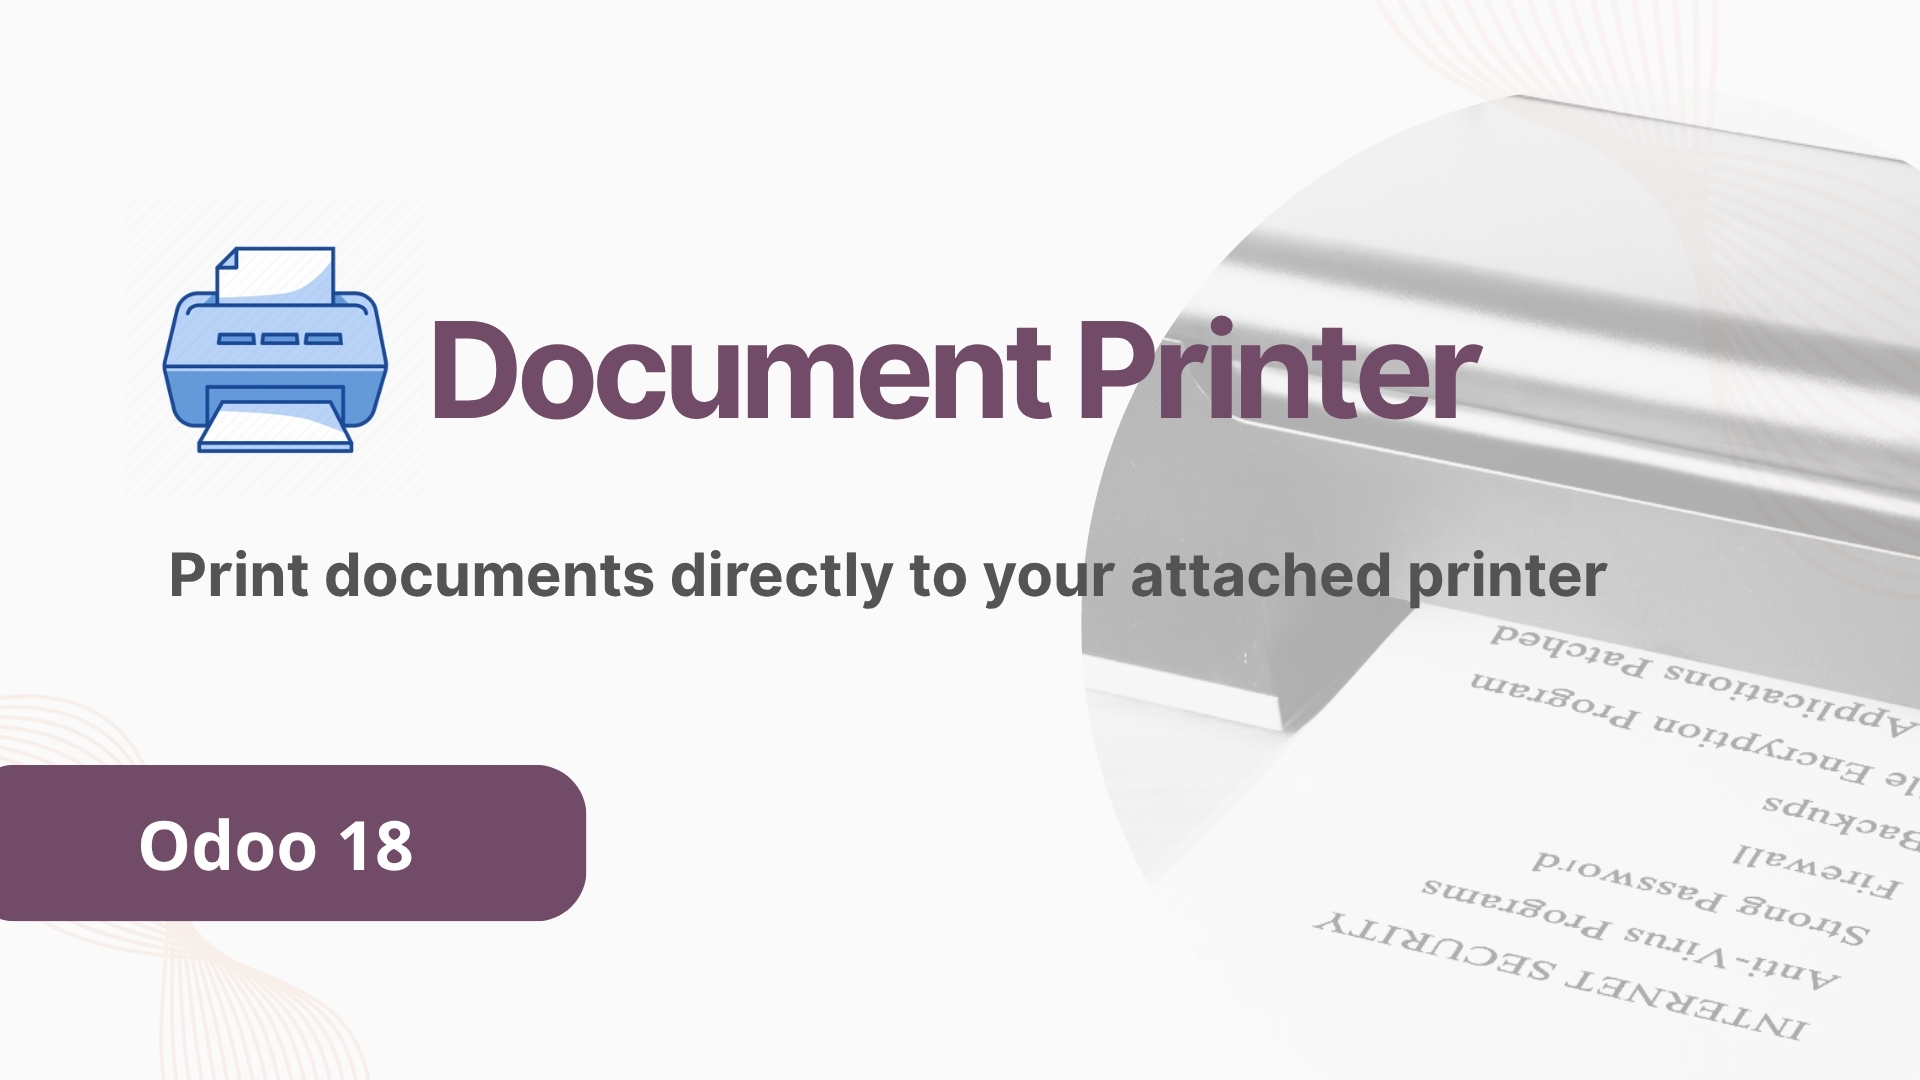 Document Printer
Print documents directly to your attached printer
Odoo 18
INTERNET SECURITY
Anti-Virus Programs
Strong Password
Firewall
Backups
le Encryption Program
Applications Patched